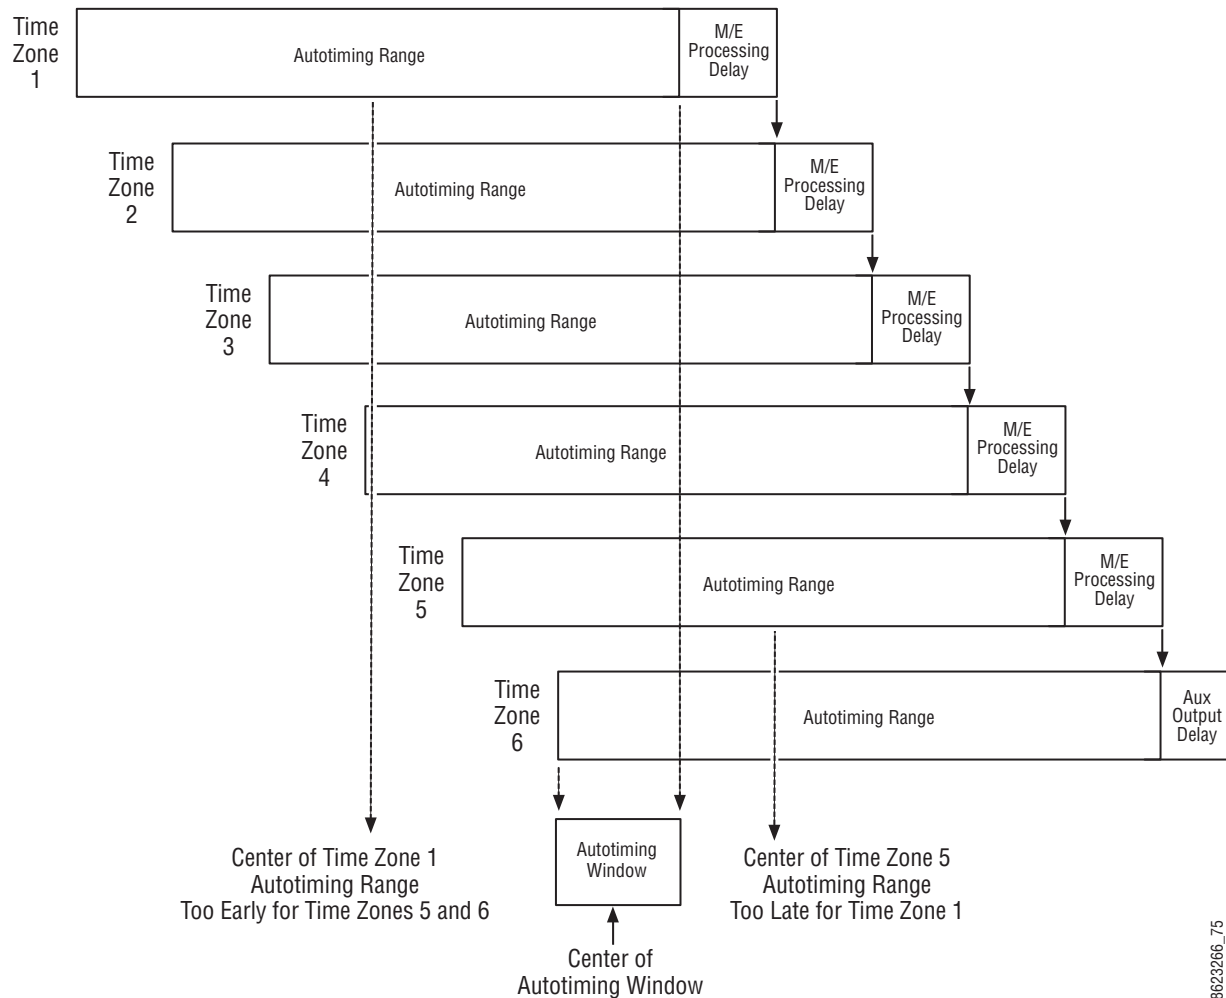 Time
Zone
1
Autotiming Range
M/E
Processing
Delay
Time
Zone
2
Autotiming Range
M/E
Processing
Delay
Time
Zone
3
Autotiming Range
M/E
Processing
Delay
Time
Zone
4
Autotiming Range
M/E
Processing
Delay
Time
Zone
5
Autotiming Range
M/E
Processing
Delay
Time
Zone
6
Autotiming Range
Aux
Output
Delay
Center of Time Zone 1
Autotiming Range
Too Early for Time Zones 5 and 6
Autotiming
Window
Center of Time Zone 5
Autotiming Range
Too Late for Time Zone 1
Center of
Autotiming Window
8623266_75